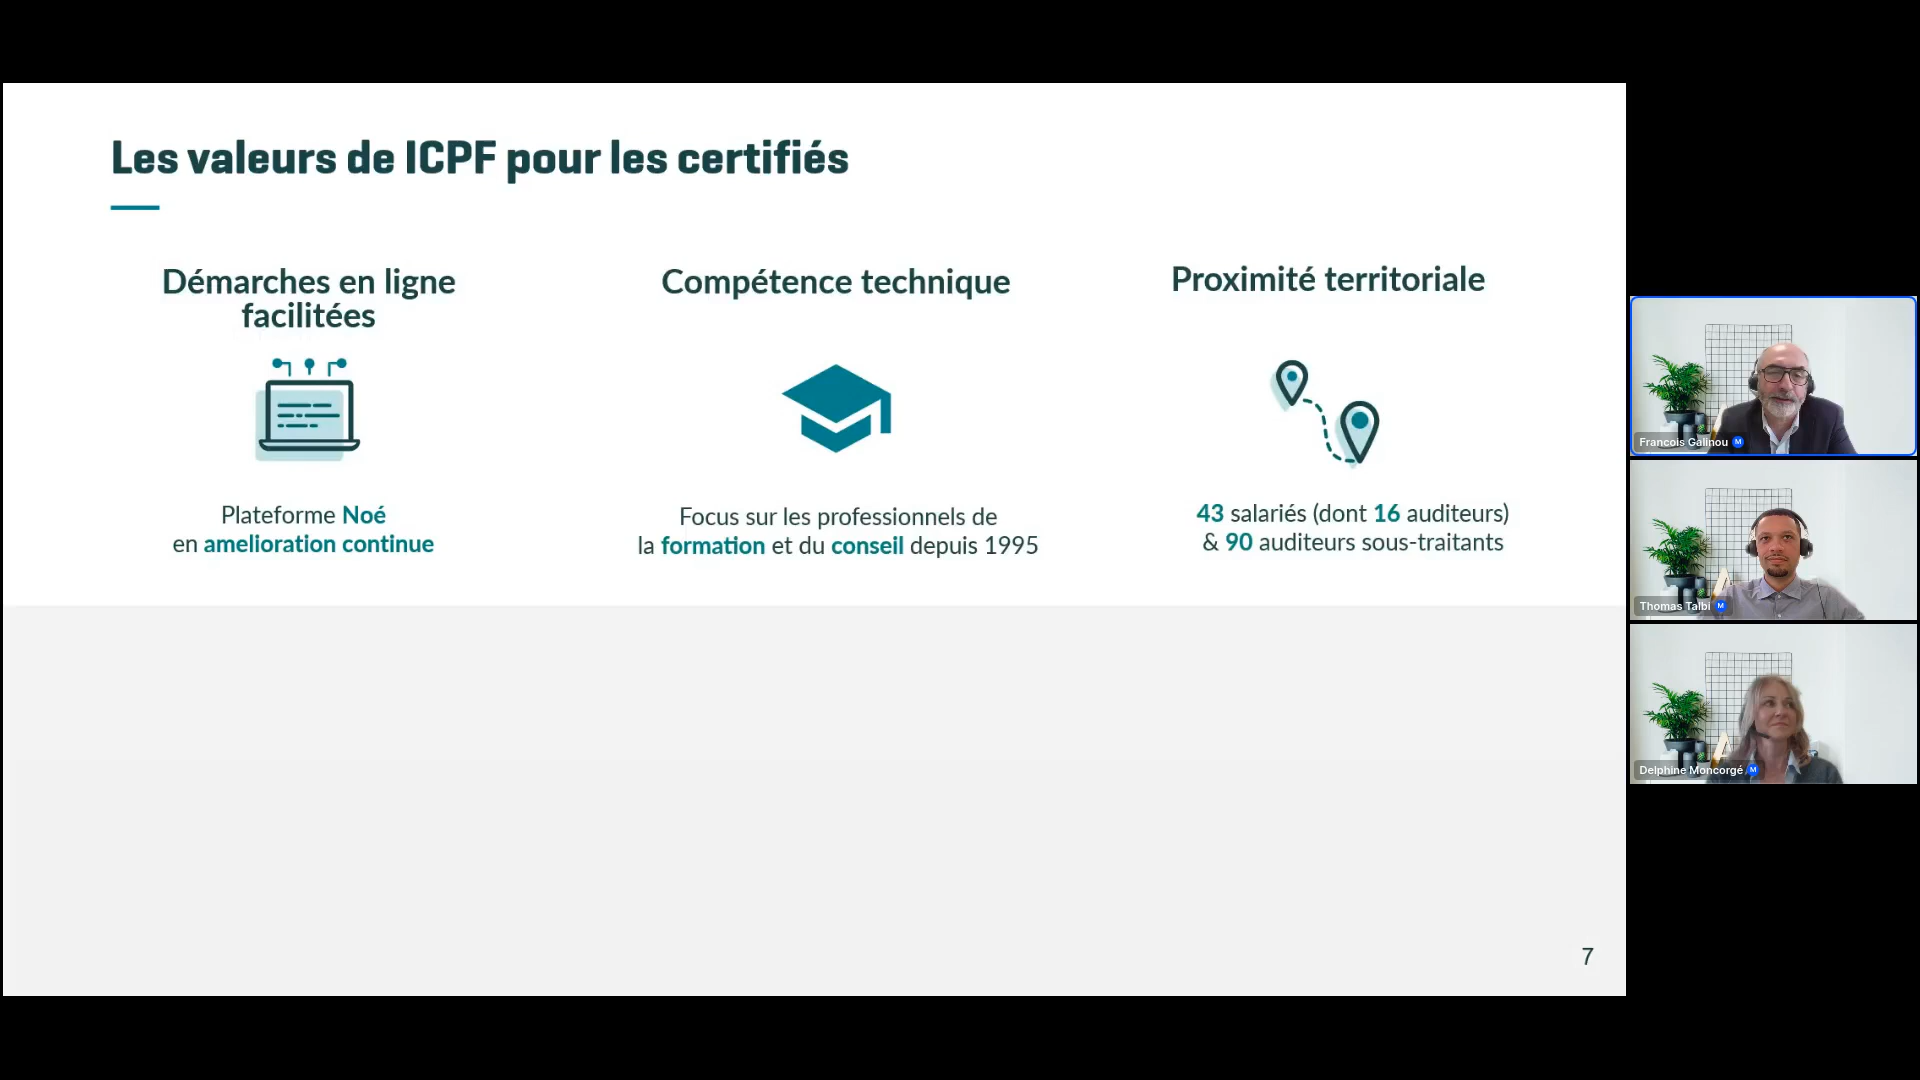 Les valeurs de ICPF pour les certifiés
Démarches en ligne
facilitées
Plateforme Noé
en amelioration continue
Compétence technique
Focus sur les professionnels de
la formation et du conseil depuis 1995
Proximité territoriale
43 salariés (dont 16 auditeurs)
& 90 auditeurs sous-traitants
7
Francois Galinou M
Thomas Talbi M
Delphine Moncorgé M